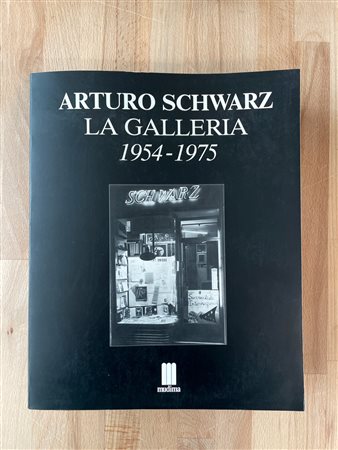 ARTURO SCHWARZ
LA GALLERIA
1954-1975
SCHWARZ
mudima